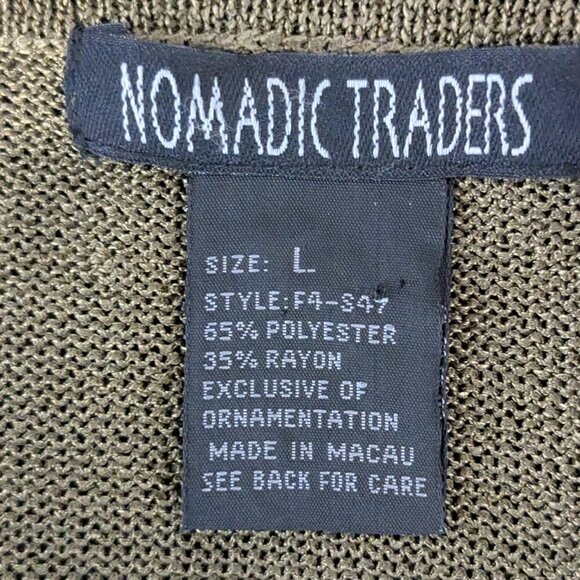 NOMADIC TRADERS
SIZE: L
STYLE:F4-S47
65% POLYESTER
35% RAYON
EXCLUSIVE OF
ORNAMENTATION
MADE IN MACAU
SEE BACK FOR CARE